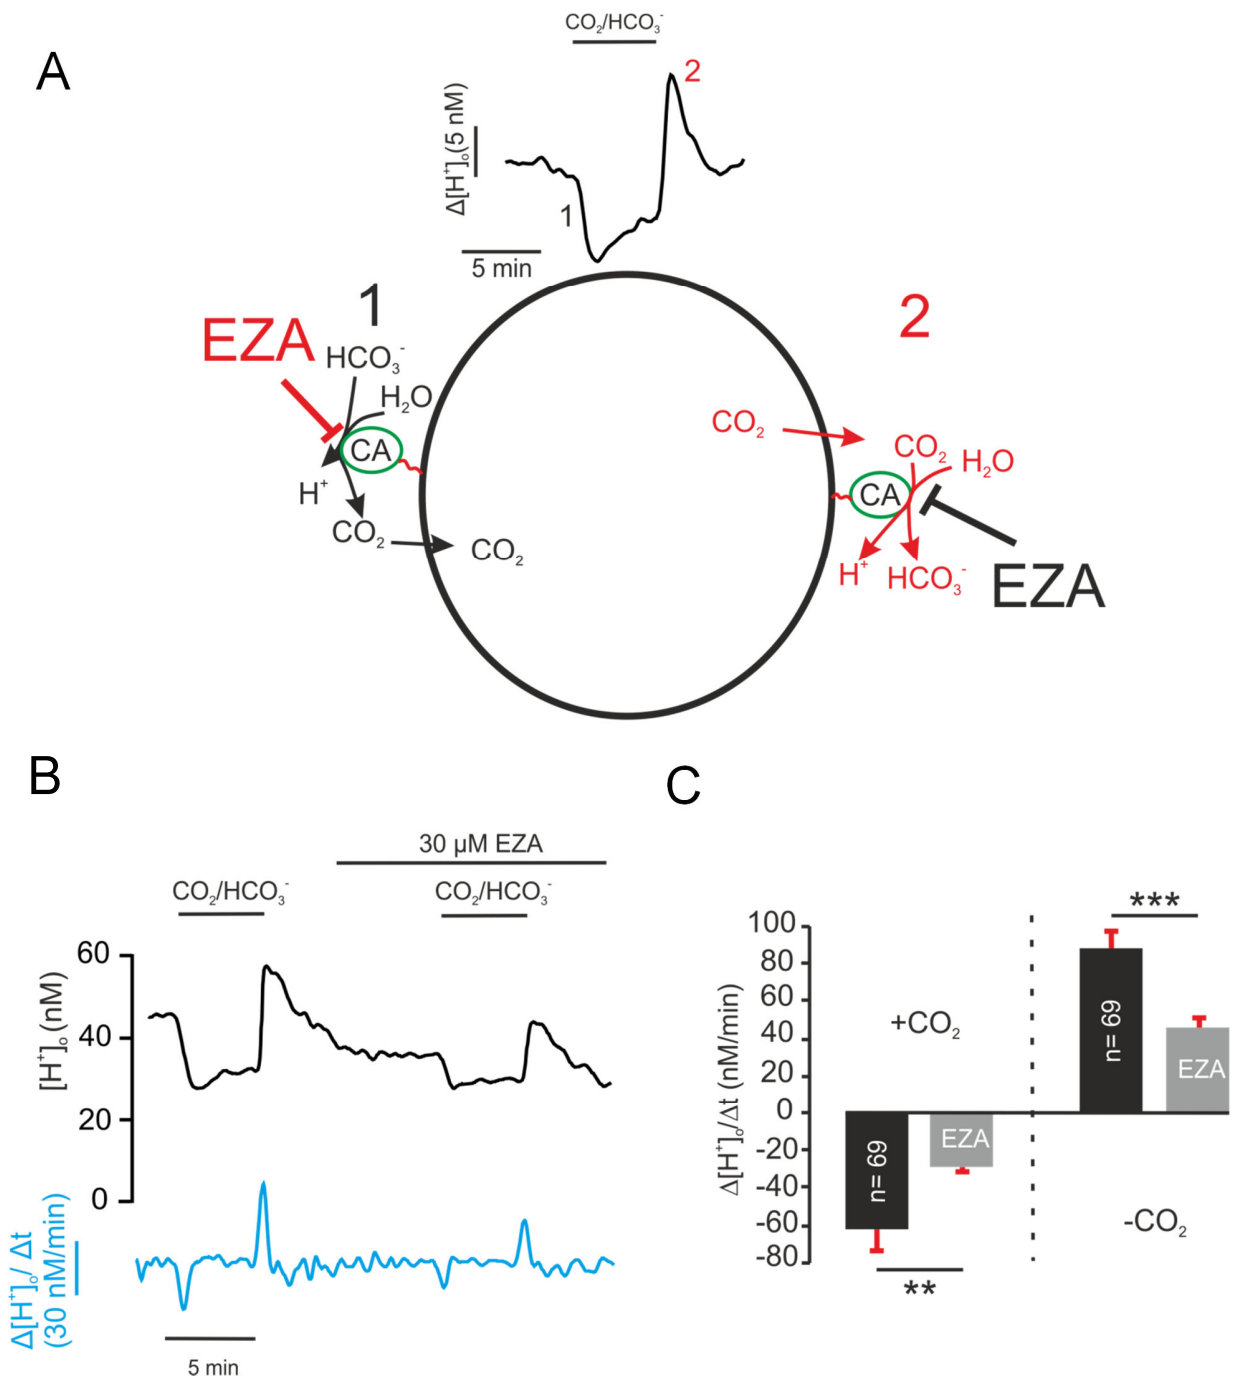 A
CO₂/HCO₃⁻
Δ[H⁺]ₒ(5 nM)
1
2
5 min
1
2
EZA
HCO₃⁻
H₂O
CA
H⁺
CO₂
CO₂
CO₂
CO₂
H₂O
CA
H⁺
HCO₃⁻
EZA
B
30 µM EZA
CO₂/HCO₃⁻
CO₂/HCO₃⁻
[H⁺]ₒ (nM)
60
40
20
0
Δ[H⁺]ₒ/ Δt
(30 nM/min)
5 min
C
Δ[H⁺]ₒ/Δt (nM/min)
100
80
60
40
20
0
-20
-40
-60
-80
+CO₂
-CO₂
n= 69
EZA
n= 69
EZA
**
***